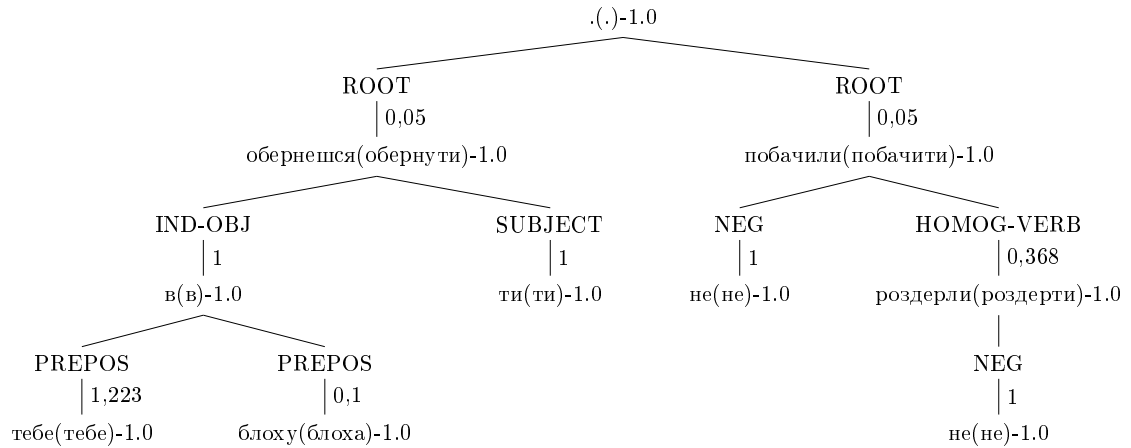 .(.)-1.0
ROOT ROOT
0,05 0,05
обернешся(обернути)-1.0 побачили(побачити)-1.0
IND-OBJ SUBJECT NEG HOMOG-VERB
1 1 1 0,368
в(в)-1.0 ти(ти)-1.0 не(не)-1.0 роздерли(роздерти)-1.0
PREPOS PREPOS NEG
1,223 0,1 1
тебе(тебе)-1.0 блоху(блоха)-1.0 не(не)-1.0